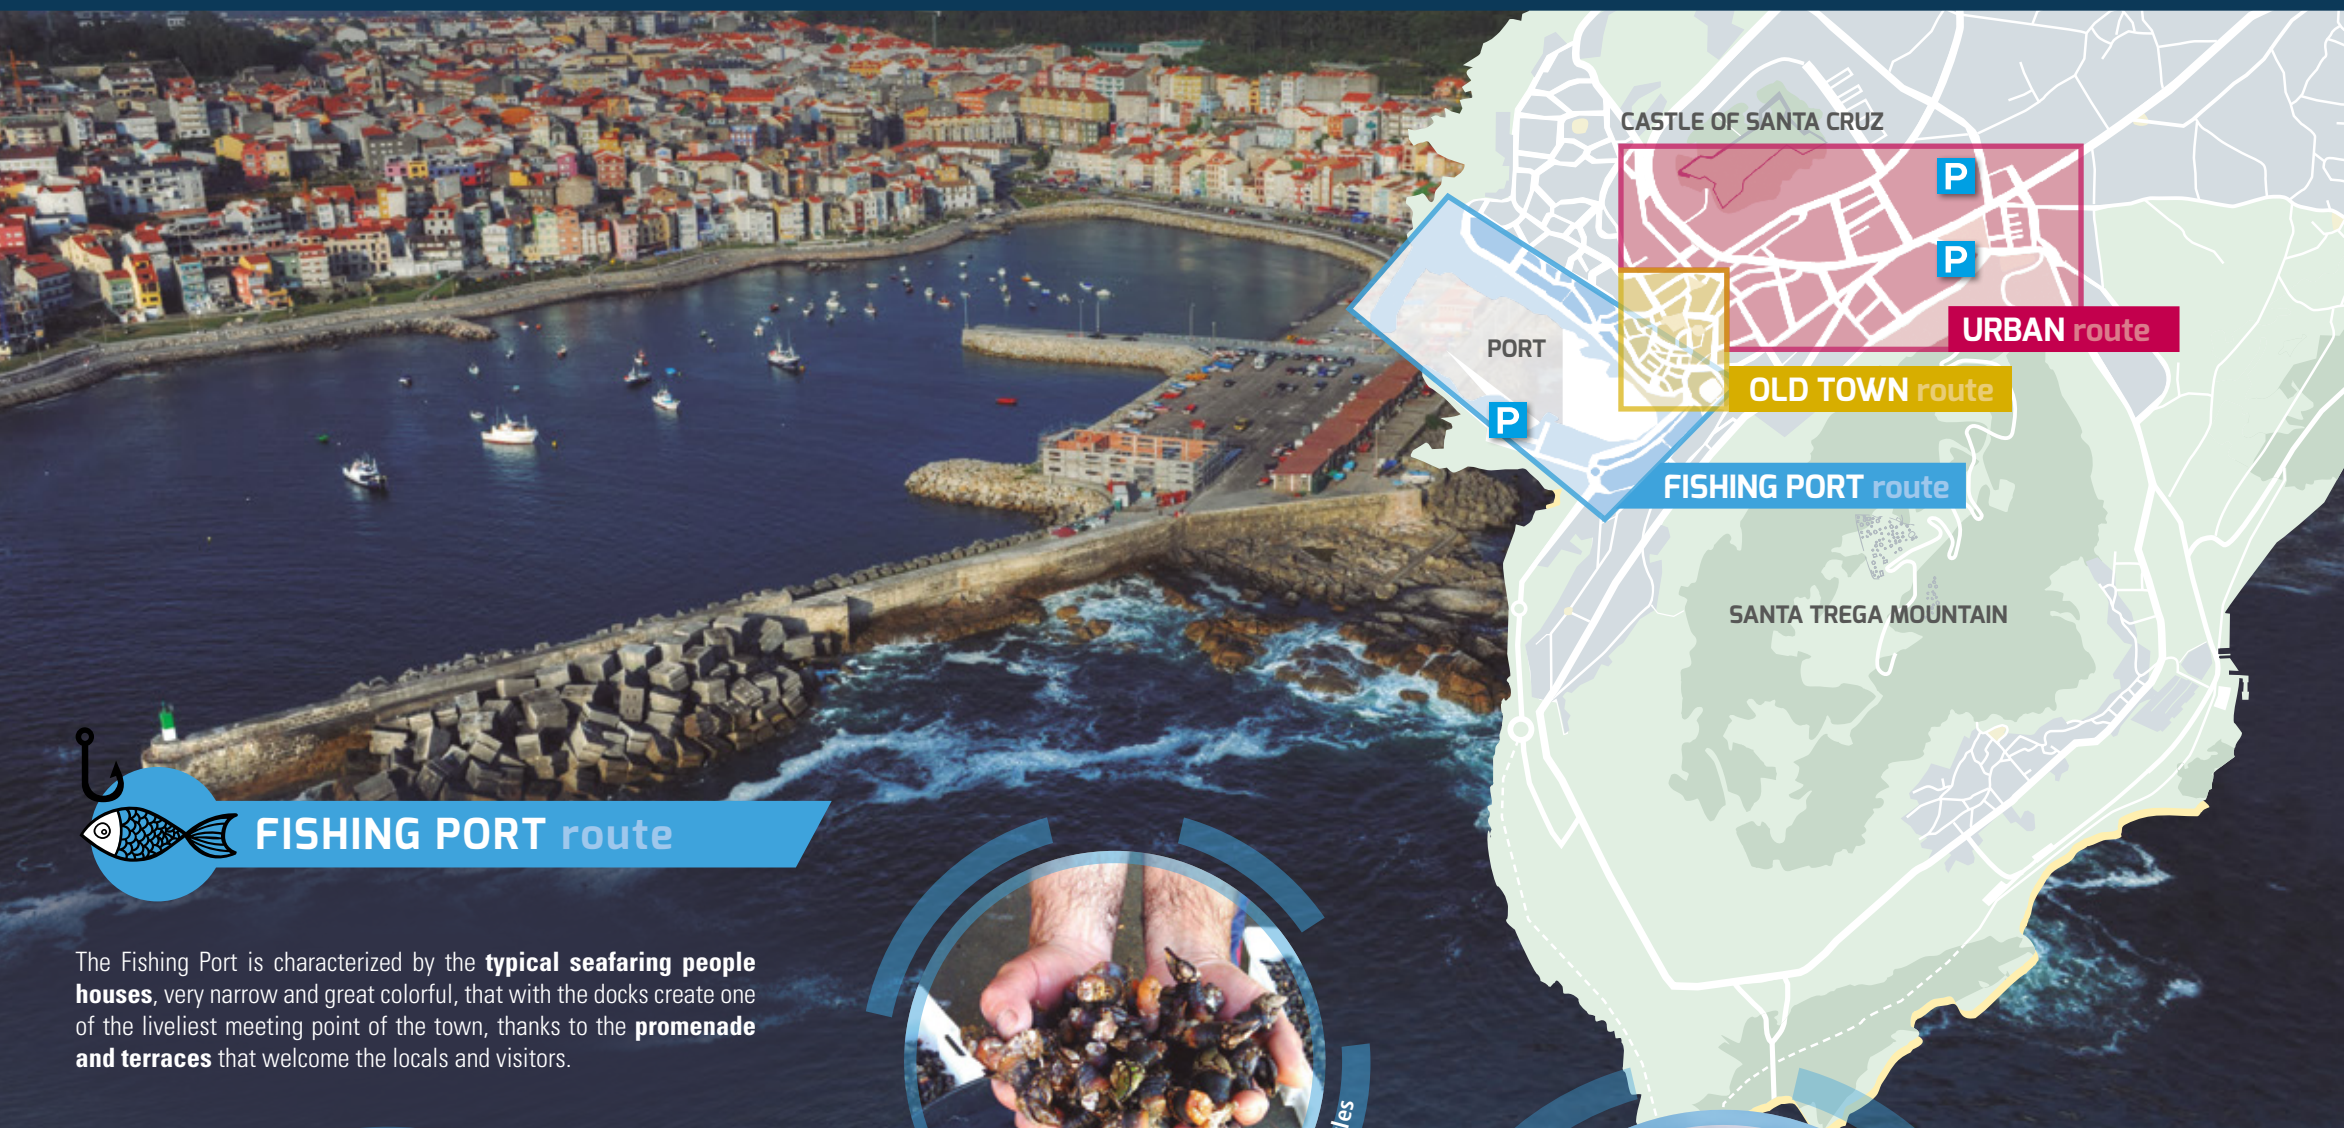 CASTLE OF SANTA CRUZ
P
P
URBAN route
PORT
OLD TOWN route
P
FISHING PORT route
SANTA TREGA MOUNTAIN
FISHING PORT route
The Fishing Port is characterized by the typical seafaring people
houses, very narrow and great colorful, that with the docks create one
of the liveliest meeting point of the town, thanks to the promenade
and terraces that welcome the locals and visitors.